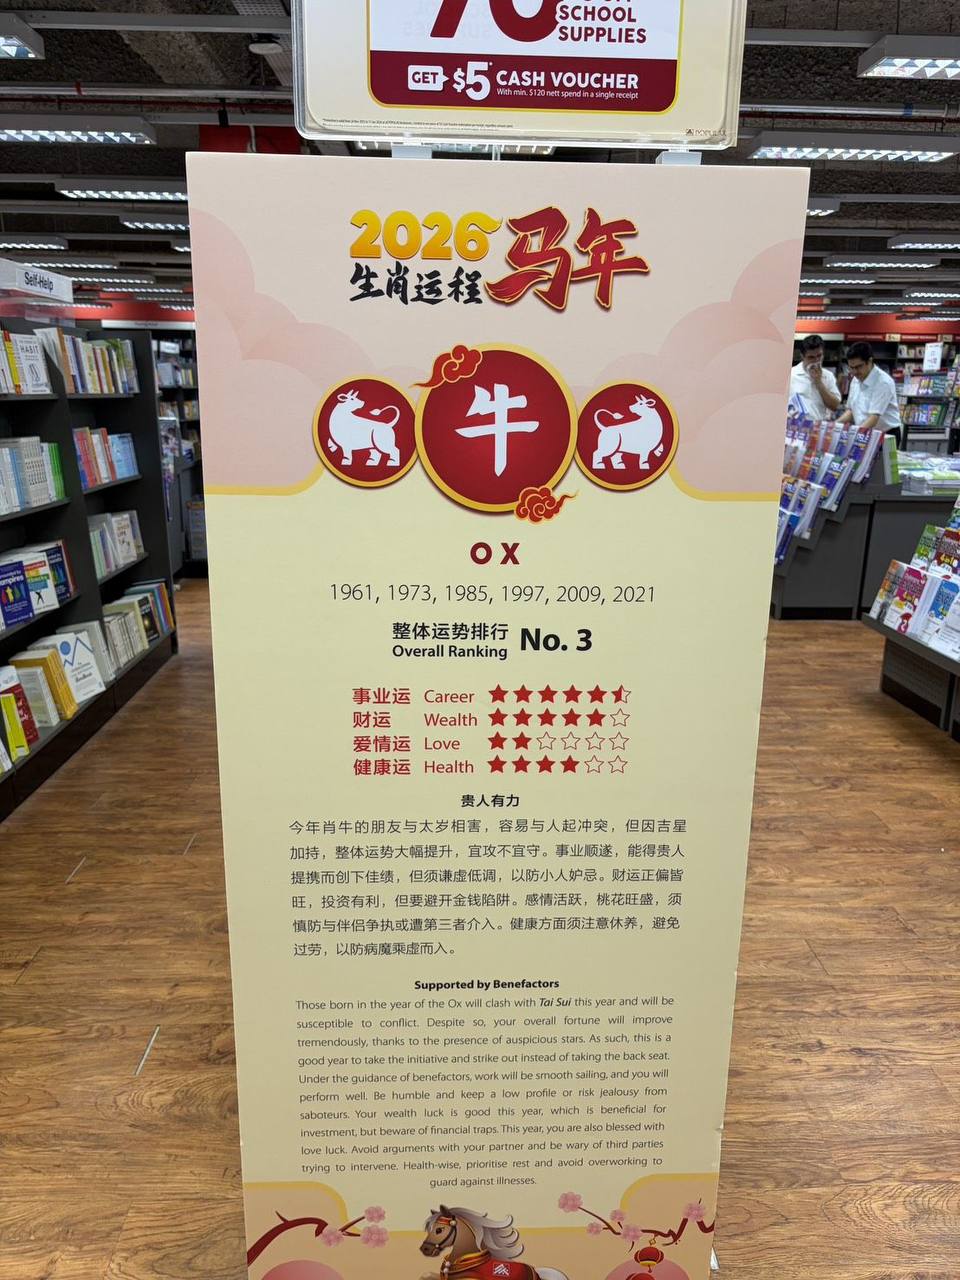 SCHOOL
SUPPLIES
GET $5* CASH VOUCHER
With min. $120 nett spend in a single receipt
POPULAR
Self-Help
2026 马年
生肖运程
牛
OX
1961, 1973, 1985, 1997, 2009, 2021
整体运势排行
Overall Ranking No. 3
事业运 Career
财运 Wealth
爱情运 Love
健康运 Health
贵人有力
今年肖牛的朋友与太岁相害，容易与人起冲突，但因吉星
加持，整体运势大幅提升，宜攻不宜守。事业顺遂，能得贵人
提携而创下佳绩，但须谦虚低调，以防小人妒忌。财运正偏皆
旺，投资有利，但要避开金钱陷阱。感情活跃，桃花旺盛，须
慎防与伴侣争执或遭第三者介入。健康方面须注意休养，避免
过劳，以防病魔乘虚而入。
Supported by Benefactors
Those born in the year of the Ox will clash with Tai Sui this year and will be
susceptible to conflict. Despite so, your overall fortune will improve
tremendously, thanks to the presence of auspicious stars. As such, this is a
good year to take the initiative and strike out instead of taking the back seat.
Under the guidance of benefactors, work will be smooth sailing, and you will
perform well. Be humble and keep a low profile or risk jealousy from
saboteurs. Your wealth luck is good this year, which is beneficial for
investment, but beware of financial traps. This year, you are also blessed with
love luck. Avoid arguments with your partner and be wary of third parties
trying to intervene. Health-wise, prioritise rest and avoid overworking to
guard against illnesses.